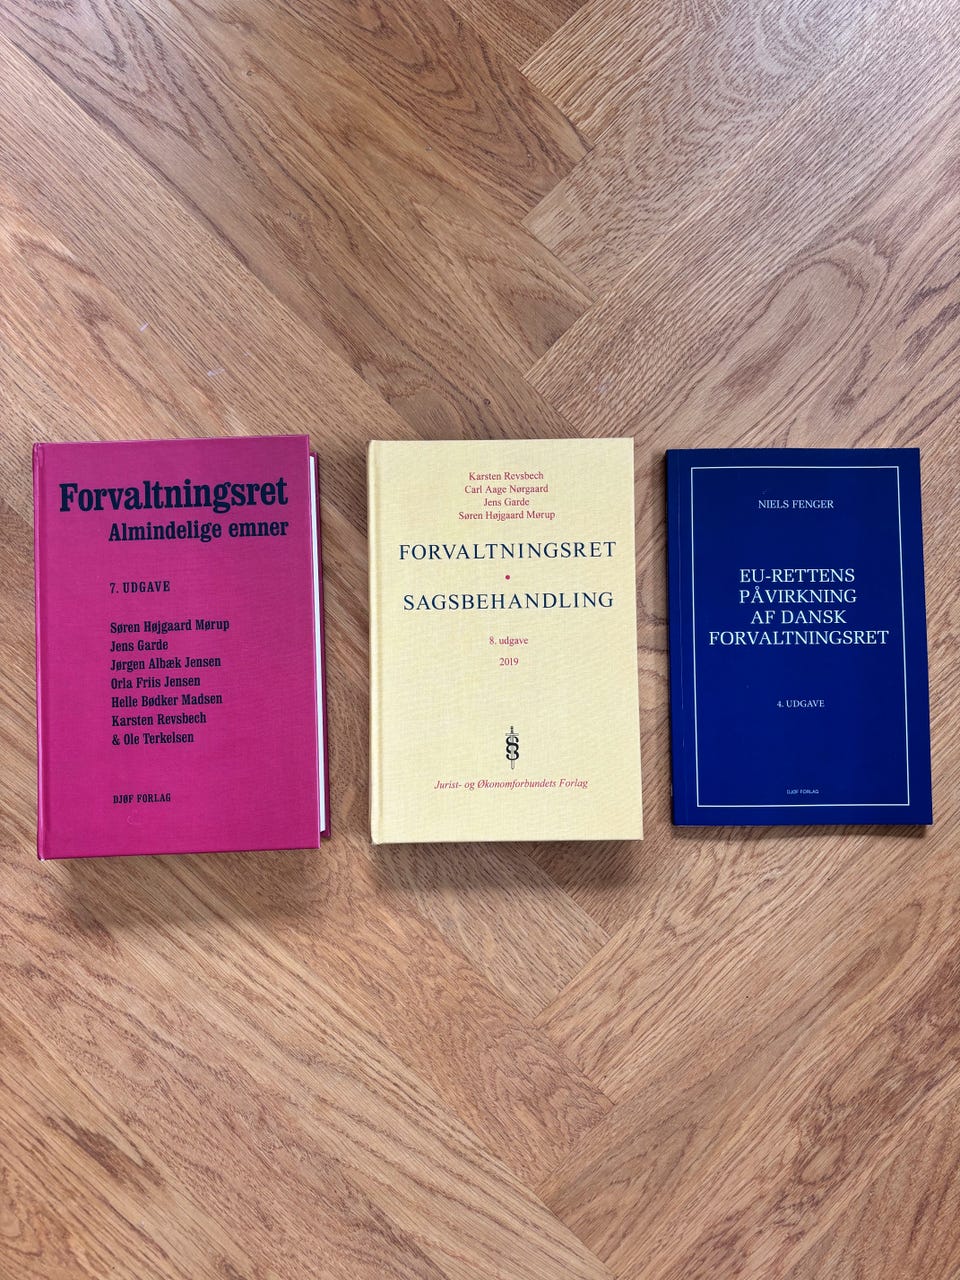 Forvaltningsret
Almindelige emner
7. UDGAVE
Søren Højgaard Mørup
Jens Garde
Jørgen Albæk Jensen
Orla Friis Jensen
Helle Bødker Madsen
Karsten Revsbech
& Ole Terkelsen
DJØF FORLAG
Karsten Revsbech
Carl Aage Nørgaard
Jens Garde
Søren Højgaard Mørup
FORVALTNINGSRET
•
SAGSBEHANDLING
8. udgave
2019
Jurist- og Økonomforbundets Forlag
NIELS FENGER
EU-RETTENS
PÅVIRKNING
AF DANSK
FORVALTNINGSRET
4. UDGAVE
DJØF FORLAG